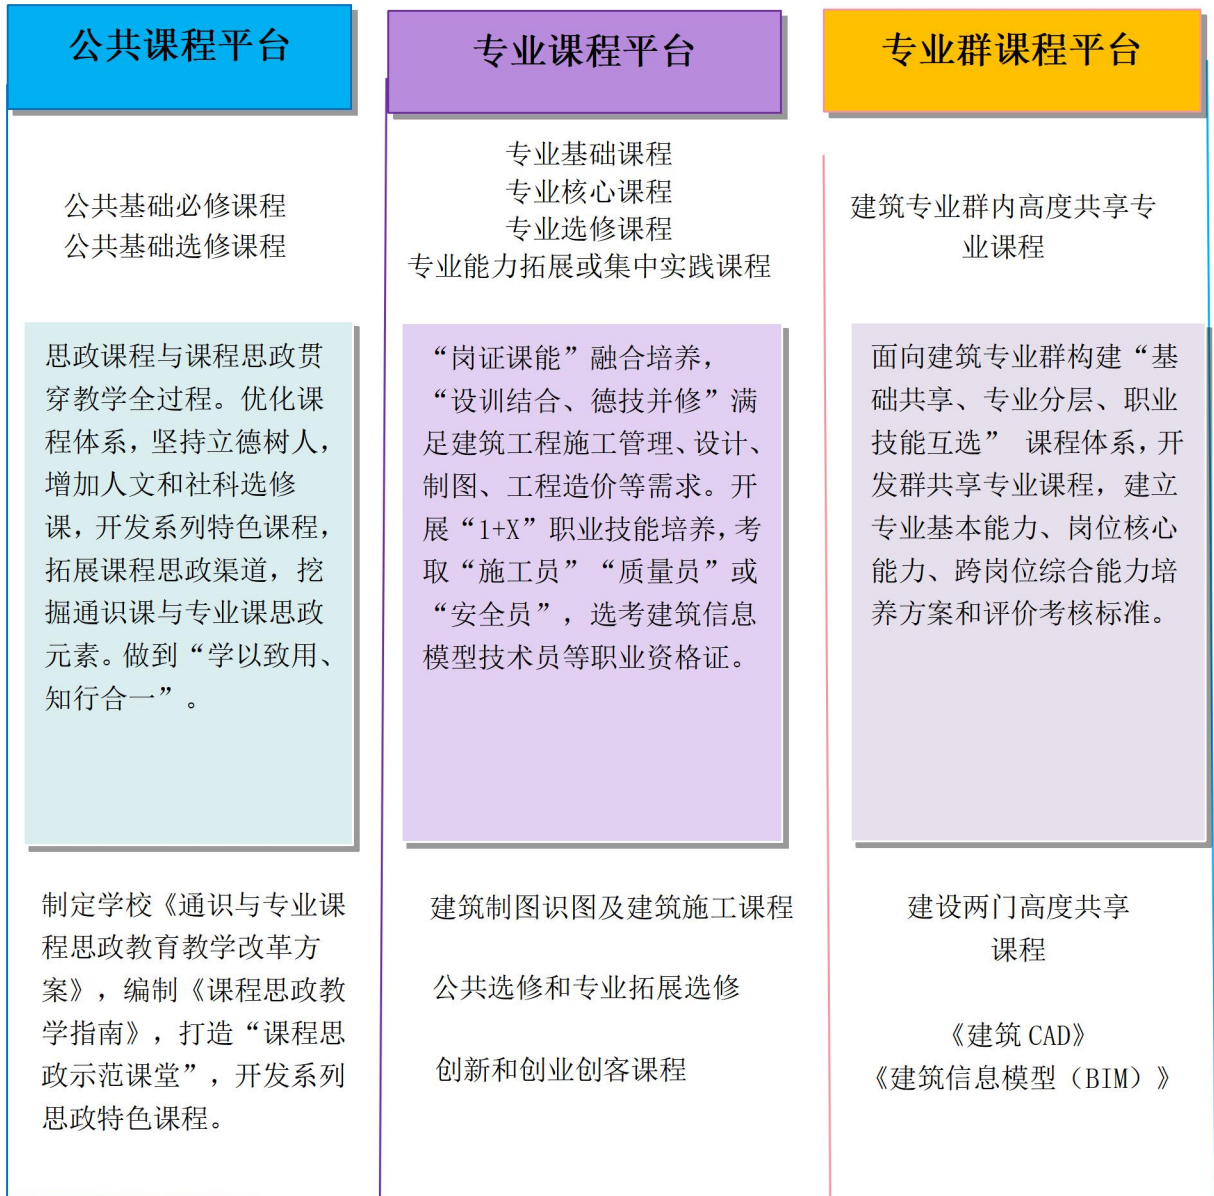 公共课程平台
公共基础必修课程
公共基础选修课程
思政课程与课程思政贯
穿教学全过程。优化课
程体系，坚持立德树人，
增加人文和社科选修
课，开发系列特色课程，
拓展课程思政渠道，挖
掘通识课与专业课思政
元素。做到“学以致用、
知行合一”。
制定学校《通识与专业课
程思政教育教学改革方
案》，编制《课程思政教
学指南》，打造“课程思
政示范课堂”，开发系列
思政特色课程。
专业课程平台
专业基础课程
专业核心课程
专业选修课程
专业能力拓展或集中实践课程
“岗证课能”融合培养，
“设训结合、德技并修”满
足建筑工程施工管理、设计、
制图、工程造价等需求。开
展“1+X”职业技能培养，考
取“施工员”“质量员”或
“安全员”，选考建筑信息
模型技术员等职业资格证。
建筑制图识图及建筑施工课程
公共选修和专业拓展选修
创新和创业创客课程
专业群课程平台
建筑专业群内高度共享专
业课程
面向建筑专业群构建“基
础共享、专业分层、职业
技能互选” 课程体系，开
发群共享专业课程，建立
专业基本能力、岗位核心
能力、跨岗位综合能力培
养方案和评价考核标准。
建设两门高度共享
课程
《建筑 CAD》
《建筑信息模型（BIM）》